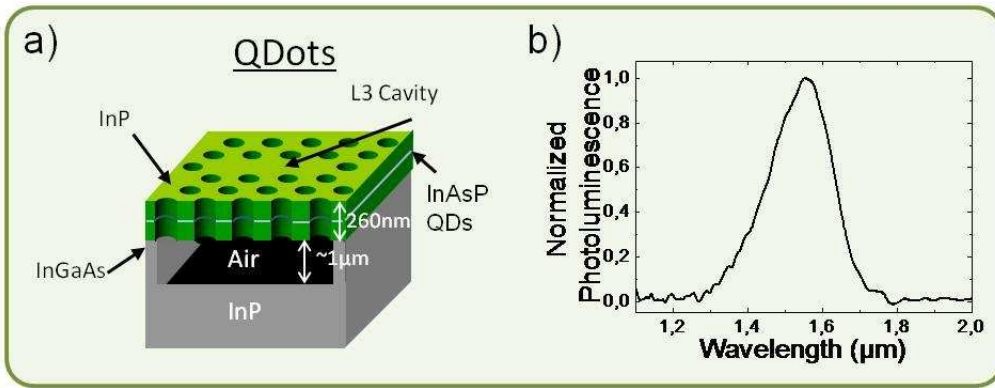 a)
QDots
L3 Cavity
InP
InAsP
QDs
260nm
InGaAs
Air
~1µm
InP
b)
Normalized
Photoluminescence
1,0
0,8
0,6
0,4
0,2
0,0
1,2 1,4 1,6 1,8 2,0
Wavelength (µm)